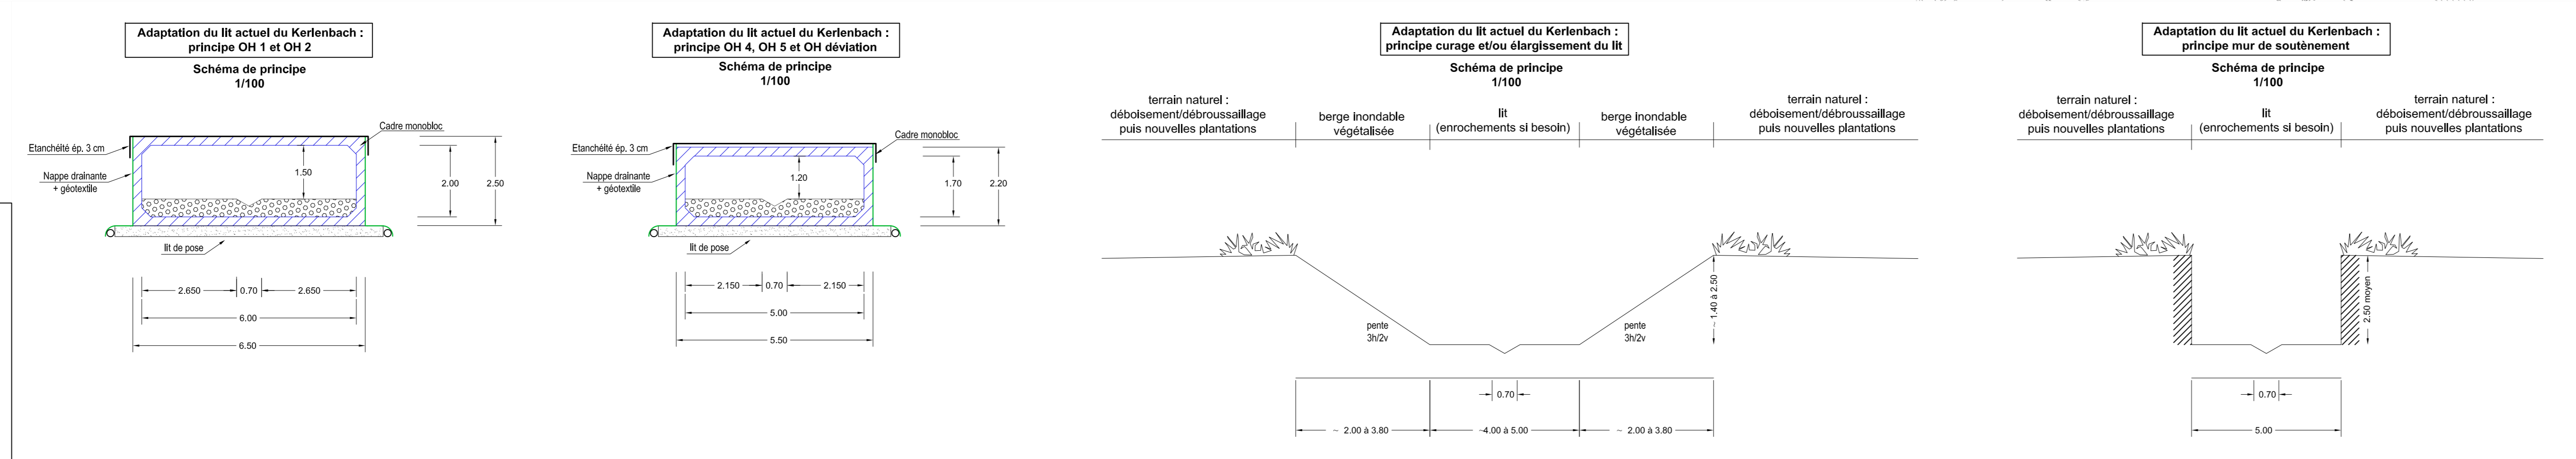 Adaptation du lit actuel du Kerlenbach :
principe OH 1 et OH 2
Schéma de principe
1/100
Cadre monobloc
Etanchéité ép. 3 cm
Nappe drainante
+ géotextile
1.50
2.00
2.50
lit de pose
2.650
0.70
2.650
6.00
6.50
Adaptation du lit actuel du Kerlenbach :
principe OH 4, OH 5 et OH déviation
Schéma de principe
1/100
Cadre monobloc
Etanchéité ép. 3 cm
Nappe drainante
+ géotextile
1.20
1.70
2.20
lit de pose
2.150
0.70
2.150
5.00
5.50
Adaptation du lit actuel du Kerlenbach :
principe curage et/ou élargissement du lit
Schéma de principe
1/100
terrain naturel :
déboisement/débroussaillage
puis nouvelles plantations
berge inondable
végétalisée
lit
(enrochements si besoin)
berge inondable
végétalisée
terrain naturel :
déboisement/débroussaillage
puis nouvelles plantations
pente
3h/2v
pente
3h/2v
~ 1.40 à 2.50
0.70
~ 2.00 à 3.80
~4.00 à 5.00
~ 2.00 à 3.80
Adaptation du lit actuel du Kerlenbach :
principe mur de soutènement
Schéma de principe
1/100
terrain naturel :
déboisement/débroussaillage
puis nouvelles plantations
lit
(enrochements si besoin)
terrain naturel :
déboisement/débroussaillage
puis nouvelles plantations
2.50 moyen
0.70
5.00